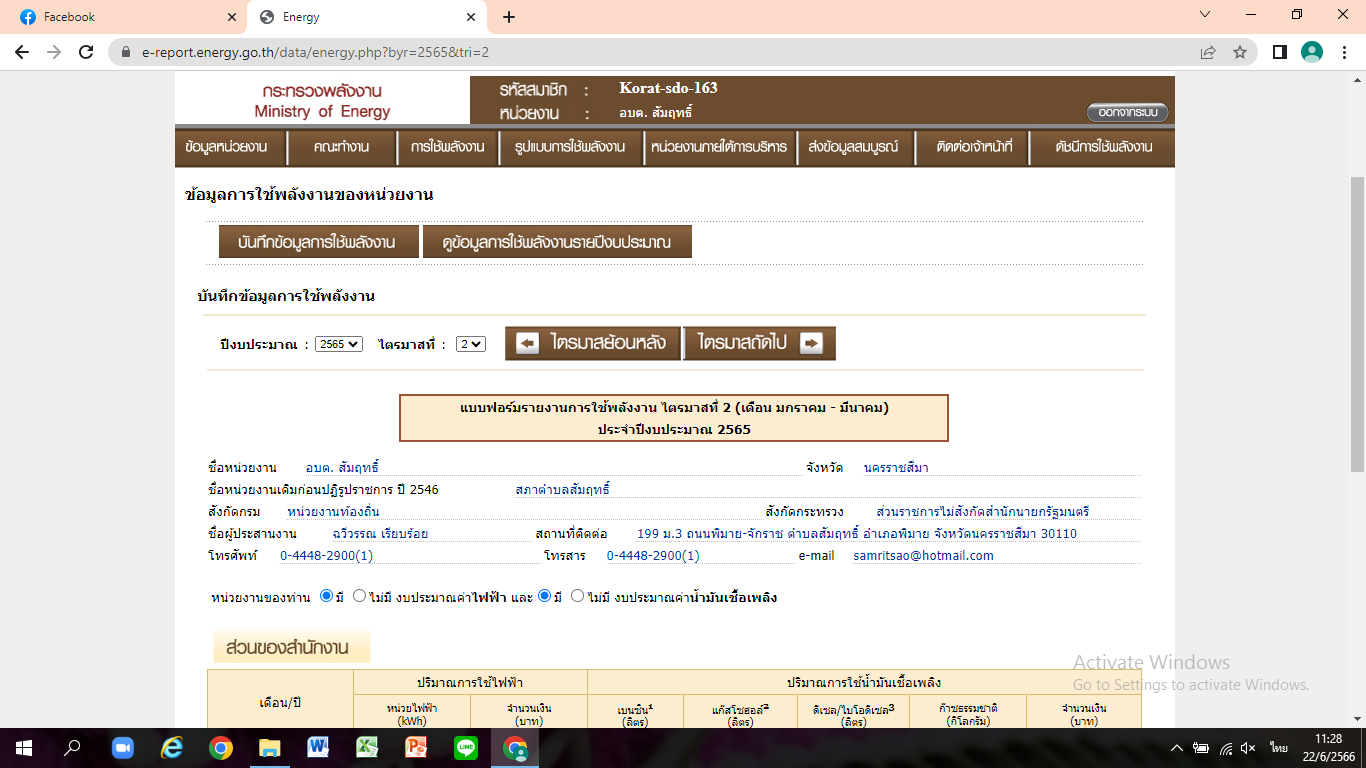 Facebook
Energy
e-report.energy.go.th/data/energy.php?byr=2565&tri=2
กระทรวงพลังงาน
Ministry of Energy
รหัสสมาชิก : Korat-sdo-163
หน่วยงาน : อบต. สัมฤทธิ์
ออกจากระบบ
ข้อมูลหน่วยงาน คณะทำงาน การใช้พลังงาน รูปแบบการใช้พลังงาน หน่วยงานภายใต้การบริหาร ส่งข้อมูลสมบูรณ์ ติดต่อเจ้าหน้าที่ ดัชนีการใช้พลังงาน
ข้อมูลการใช้พลังงานของหน่วยงาน
บันทึกข้อมูลการใช้พลังงาน ดูข้อมูลการใช้พลังงานรายปีงบประมาณ
บันทึกข้อมูลการใช้พลังงาน
ปีงบประมาณ : 2565 ไตรมาสที่ : 2 ไตรมาสย้อนหลัง ไตรมาสถัดไป
แบบฟอร์มรายงานการใช้พลังงาน ไตรมาสที่ 2 (เดือน มกราคม - มีนาคม)
ประจำปีงบประมาณ 2565
ชื่อหน่วยงาน อบต. สัมฤทธิ์ จังหวัด นครราชสีมา
ชื่อหน่วยงานเดิมก่อนปฏิรูปราชการ ปี 2546 สภาตำบลสัมฤทธิ์
สังกัดกรม หน่วยงานท้องถิ่น สังกัดกระทรวง ส่วนราชการไม่สังกัดสำนักนายกรัฐมนตรี
ชื่อผู้ประสานงาน ฉวีวรรณ เรียบร้อย สถานที่ติดต่อ 199 ม.3 ถนนพิมาย-จักราช ตำบลสัมฤทธิ์ อำเภอพิมาย จังหวัดนครราชสีมา 30110
โทรศัพท์ 0-4448-2900(1) โทรสาร 0-4448-2900(1) e-mail samritsao@hotmail.com
หน่วยงานของท่าน มี ไม่มี งบประมาณค่าไฟฟ้า และ มี ไม่มี งบประมาณค่าน้ำมันเชื้อเพลิง
ส่วนของสำนักงาน
เดือน/ปี ปริมาณการใช้ไฟฟ้า ปริมาณการใช้น้ำมันเชื้อเพลิง
หน่วยไฟฟ้า จำนวนเงิน เบนซิน¹ แก๊สโซฮอล์² ดีเซล/ไบโอดีเซล³ ก๊าซธรรมชาติ จำนวนเงิน
(kWh) (บาท) (ลิตร) (ลิตร) (ลิตร) (กิโลกรัม) (บาท)
Activate Windows
Go to Settings to activate Windows.
ไทย
11:28
22/6/2566